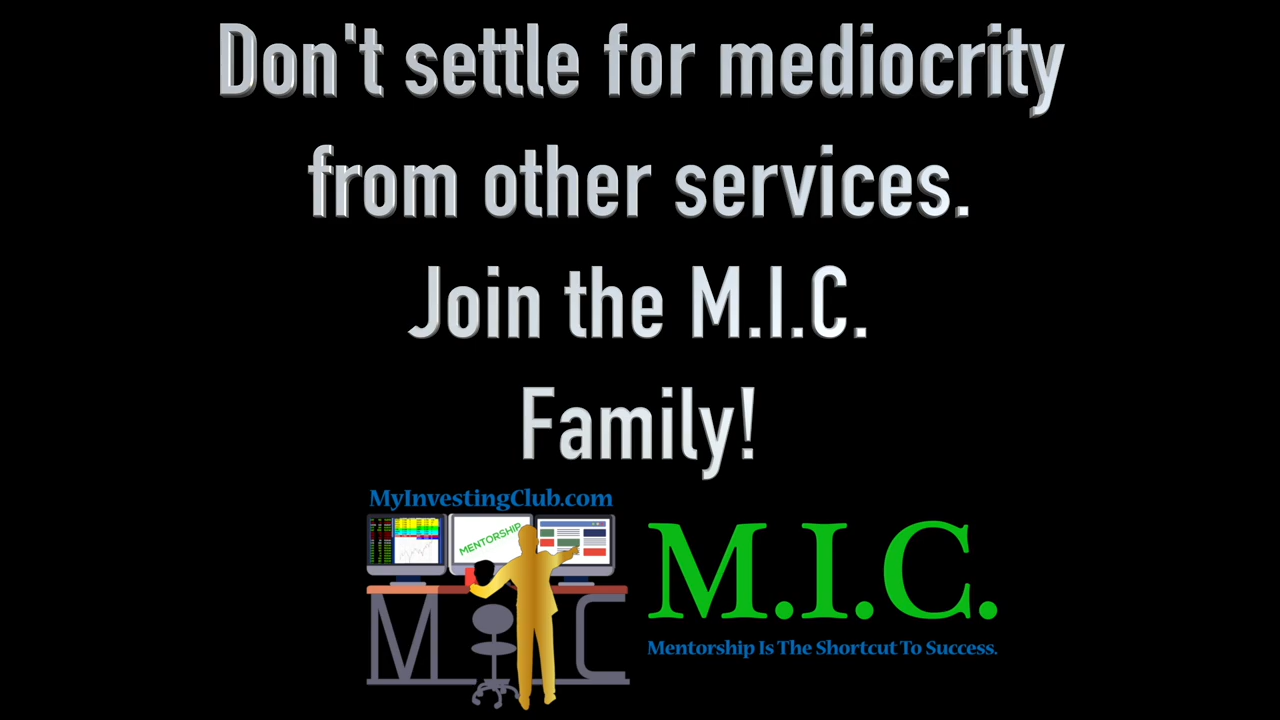 Don't settle for mediocrity
from other services.
Join the M.I.C.
Family!
MyInvestingClub.com
MENTORSHIP
MIC
M.I.C.
Mentorship Is The Shortcut To Success.